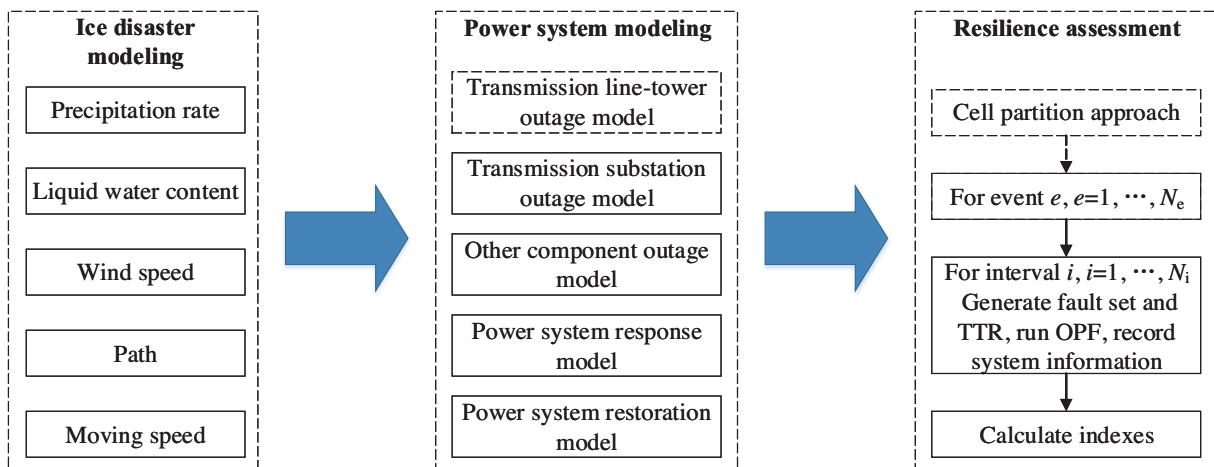 Ice disaster
modeling
Precipitation rate
Liquid water content
Wind speed
Path
Moving speed
Power system modeling
Transmission line-tower
outage model
Transmission substation
outage model
Other component outage
model
Power system response
model
Power system restoration
model
Resilience assessment
Cell partition approach
For event e, e=1, ⋯, Ne
For interval i, i=1, ⋯, Ni
Generate fault set and
TTR, run OPF, record
system information
Calculate indexes